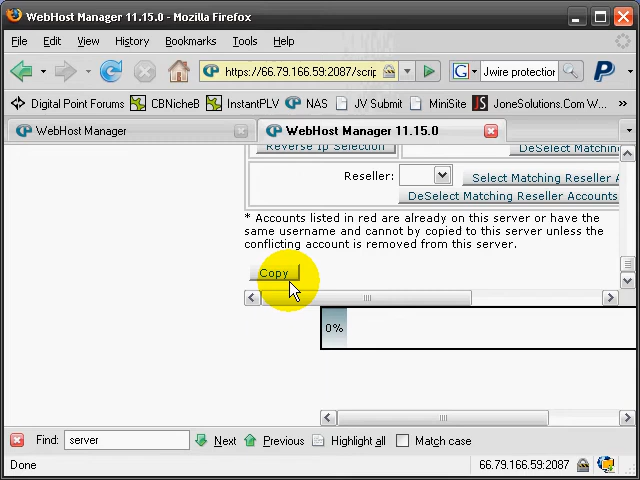 WebHost Manager 11.15.0 - Mozilla Firefox
File Edit View History Bookmarks Tools Help
https://66.79.166.59:2087/scrip
G Jwire protection
Digital Point Forums CBNicheB InstantPLV NAS JV Submit MiniSite JoneSolutions.Com W... »
WebHost Manager
WebHost Manager 11.15.0
Reverse Ip Selection
DeSelect Matching
Reseller:
Select Matching Reseller A
DeSelect Matching Reseller Accounts
* Accounts listed in red are already on this server or have the
same username and cannot by copied to this server unless the
conflicting account is removed from this server.
Copy
0%
Find: server Next Previous Highlight all Match case
Done 66.79.166.59:2087